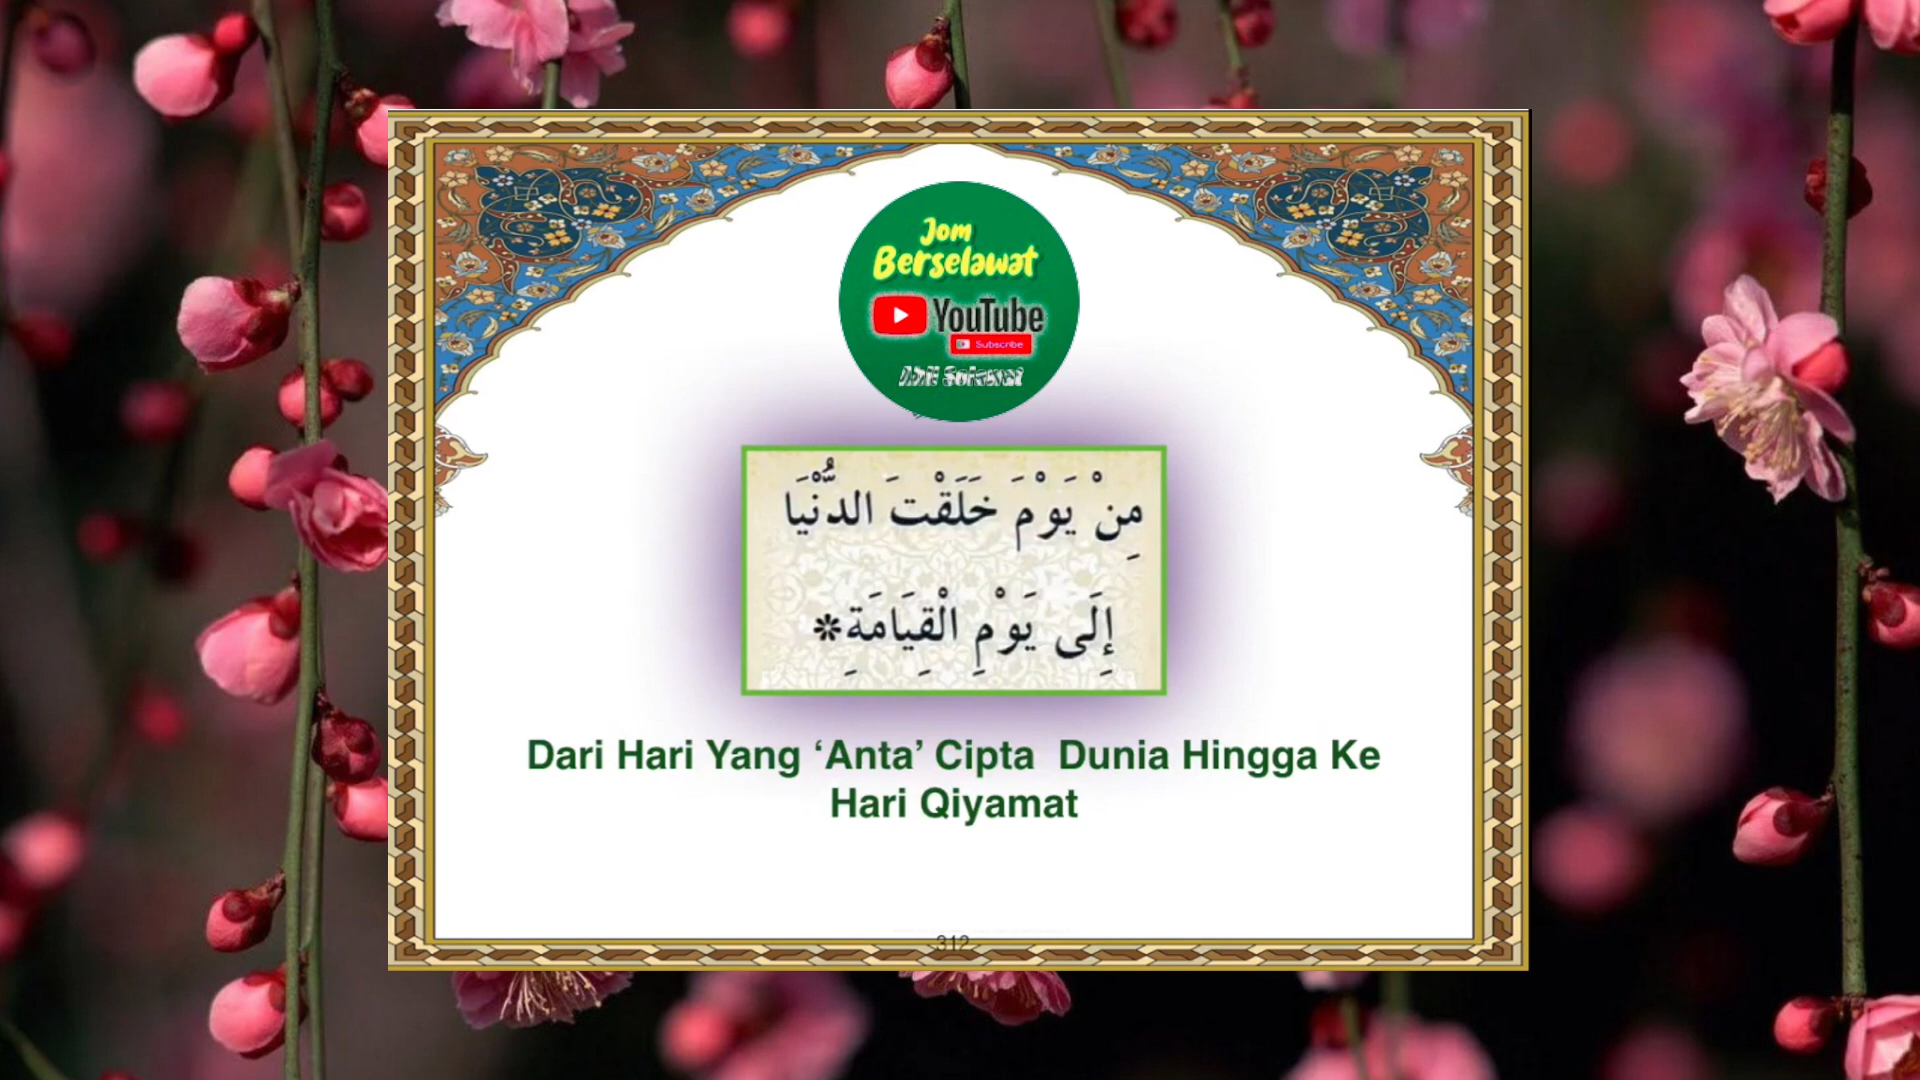 Jom
Berselawat
YouTube
Subscribe
مِنْ يَوْمَ خَلَقْتَ الدُّنْيَا
إِلَى يَوْمِ الْقِيَامَةِ*
Dari Hari Yang ‘Anta’ Cipta Dunia Hingga Ke
Hari Qiyamat
312